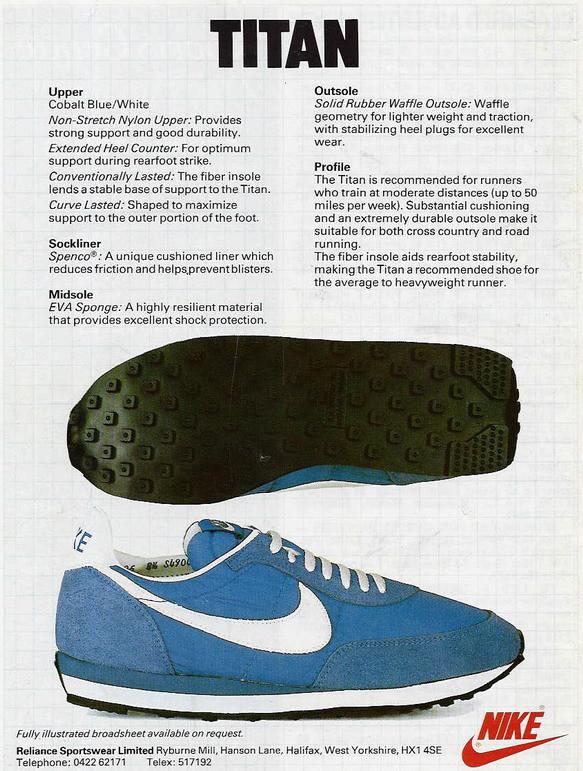 TITAN
Upper
Cobalt Blue/White
Non-Stretch Nylon Upper: Provides
strong support and good durability.
Extended Heel Counter: For optimum
support during rearfoot strike.
Conventionally Lasted: The fiber insole
lends a stable base of support to the Titan.
Curve Lasted: Shaped to maximize
support to the outer portion of the foot.
Sockliner
Spenco®: A unique cushioned liner which
reduces friction and helps prevent blisters.
Midsole
EVA Sponge: A highly resilient material
that provides excellent shock protection.
Outsole
Solid Rubber Waffle Outsole: Waffle
geometry for lighter weight and traction,
with stabilizing heel plugs for excellent
wear.
Profile
The Titan is recommended for runners
who train at moderate distances (up to 50
miles per week). Substantial cushioning
and an extremely durable outsole make it
suitable for both cross country and road
running.
The fiber insole aids rearfoot stability,
making the Titan a recommended shoe for
the average to heavyweight runner.
KE
8½
Fully illustrated broadsheet available on request.
Reliance Sportswear Limited Ryburne Mill, Hanson Lane, Halifax, West Yorkshire, HX1 4SE
Telephone: 0422 62171 Telex: 517192
NIKE®